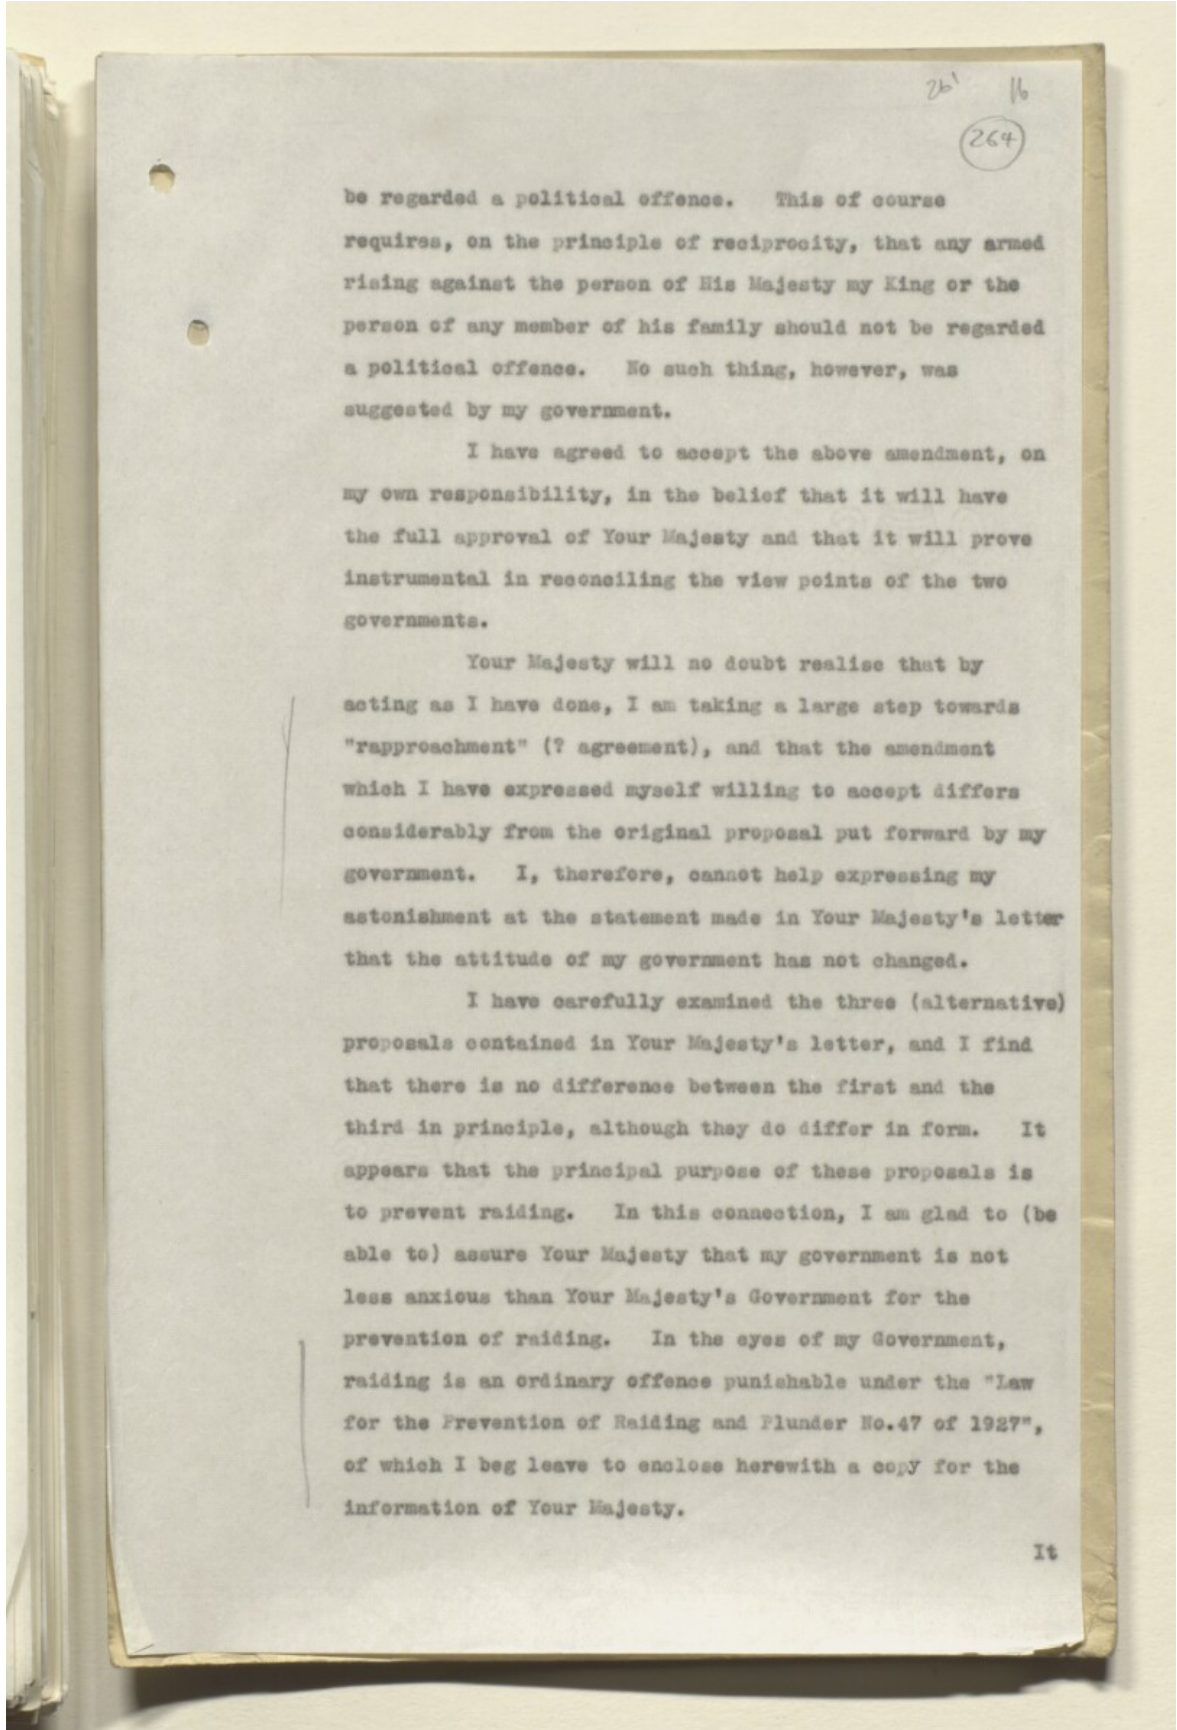 26'
16
264
be regarded a political offence. This of course
requires, on the principle of reciprocity, that any armed
rising against the person of His Majesty my King or the
person of any member of his family should not be regarded
a political offence. No such thing, however, was
suggested by my government.
I have agreed to accept the above amendment, on
my own responsibility, in the belief that it will have
the full approval of Your Majesty and that it will prove
instrumental in reconciling the view points of the two
governments.
Your Majesty will no doubt realise that by
acting as I have done, I am taking a large step towards
"rapproachment" (? agreement), and that the amendment
which I have expressed myself willing to accept differs
considerably from the original proposal put forward by my
government. I, therefore, cannot help expressing my
astonishment at the statement made in Your Majesty's letter
that the attitude of my government has not changed.
I have carefully examined the three (alternative)
proposals contained in Your Majesty's letter, and I find
that there is no difference between the first and the
third in principle, although they do differ in form. It
appears that the principal purpose of these proposals is
to prevent raiding. In this connection, I am glad to (be
able to) assure Your Majesty that my government is not
less anxious than Your Majesty's Government for the
prevention of raiding. In the eyes of my Government,
raiding is an ordinary offence punishable under the "Law
for the Prevention of Raiding and Plunder No.47 of 1927",
of which I beg leave to enclose herewith a copy for the
information of Your Majesty.
It